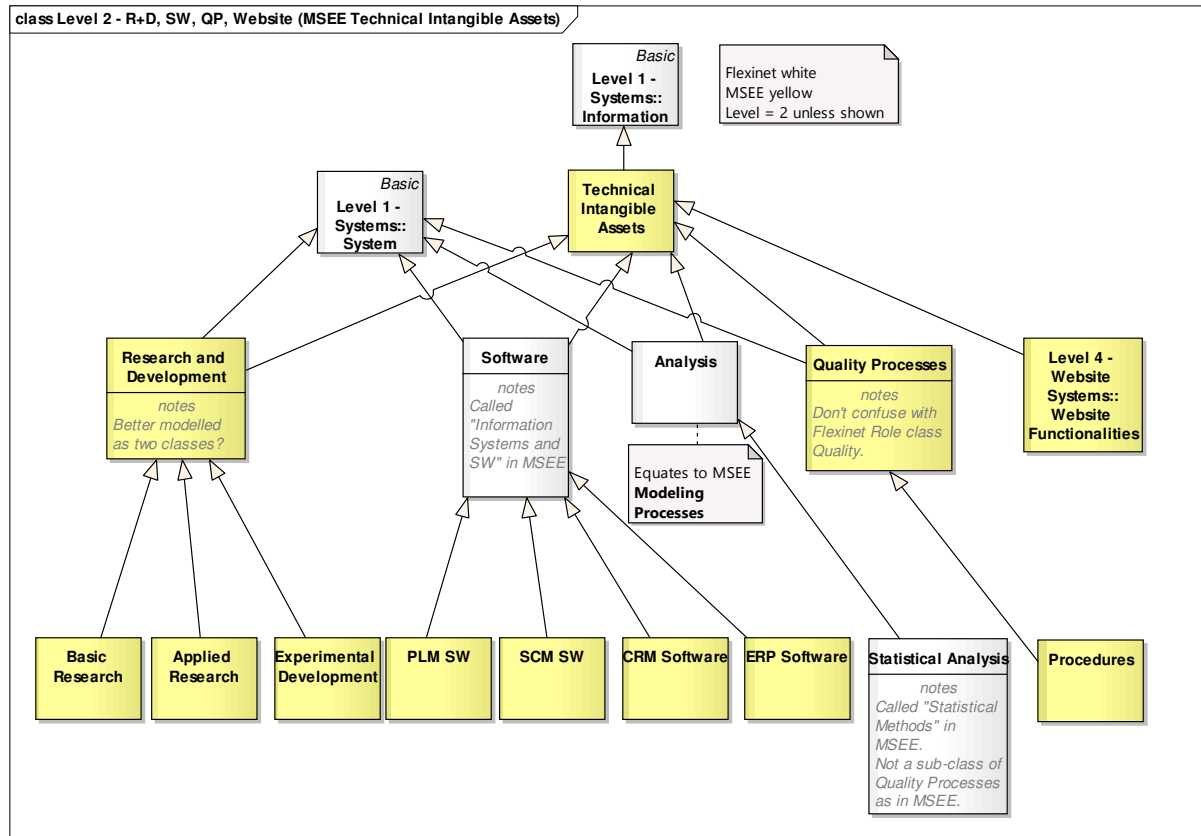 class Level 2 - R+D, SW, QP, Website (MSEE Technical Intangible Assets)
Basic
Level 1 -
Systems::
Information
Flexinet white
MSEE yellow
Level = 2 unless shown
Basic
Level 1 -
Systems::
System
Technical
Intangible
Assets
Research and
Development
notes
Better modelled
as two classes?
Software
notes
Called
"Information
Systems and
SW" in MSEE
Analysis
Equates to MSEE
Modeling
Processes
Quality Processes
notes
Don't confuse with
Flexinet Role class
Quality.
Level 4 -
Website
Systems::
Website
Functionalities
Basic
Research
Applied
Research
Experimental
Development
PLM SW
SCM SW
CRM Software
ERP Software
Statistical Analysis
notes
Called "Statistical
Methods" in
MSEE.
Not a sub-class of
Quality Processes
as in MSEE.
Procedures